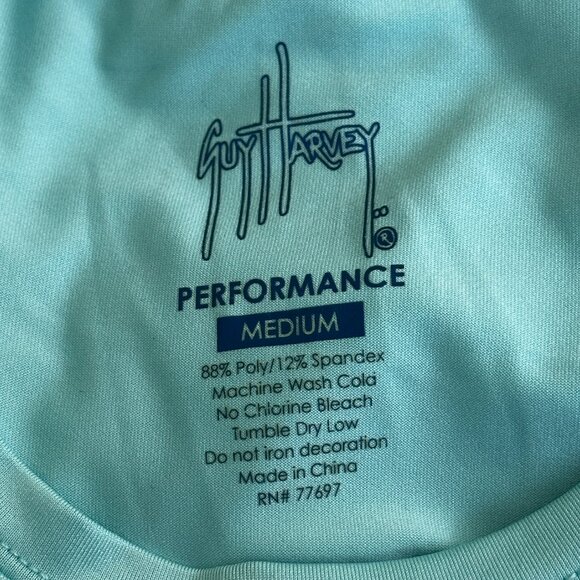 Guy Harvey
®
PERFORMANCE
MEDIUM
88% Poly/12% Spandex
Machine Wash Cold
No Chlorine Bleach
Tumble Dry Low
Do not iron decoration
Made in China
RN# 77697